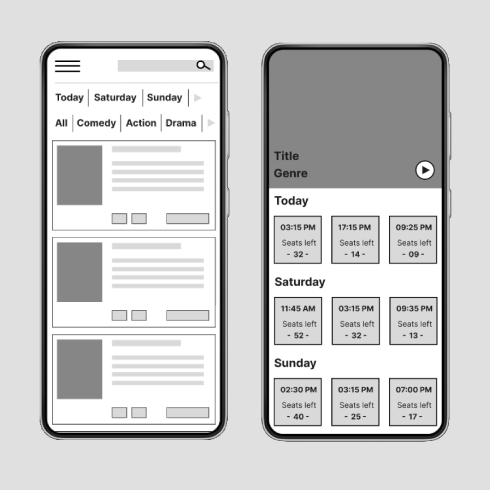 Today Saturday Sunday
All Comedy Action Drama
Title
Genre
Today
03:15 PM 17:15 PM 09:25 PM
Seats left Seats left Seats left
- 32 - - 14 - - 09 -
Saturday
11:45 AM 03:15 PM 09:35 PM
Seats left Seats left Seats left
- 52 - - 32 - - 13 -
Sunday
02:30 PM 03:15 PM 07:00 PM
Seats left Seats left Seats left
- 40 - - 25 - - 17 -